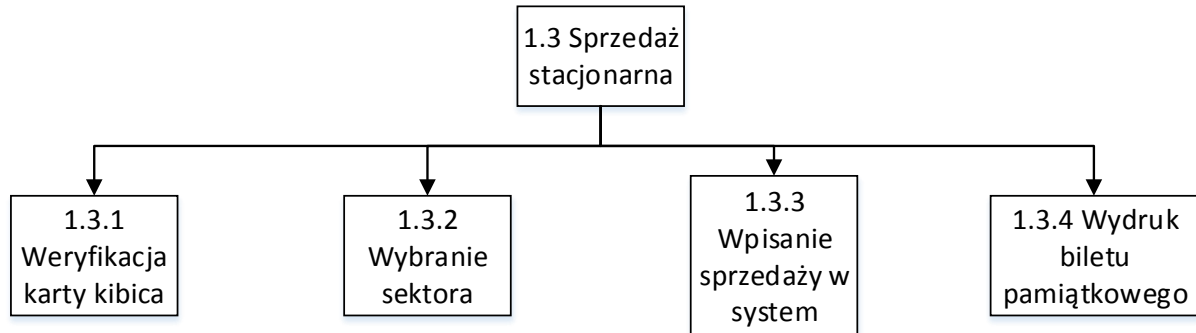 1.3 Sprzedaż
stacjonarna
1.3.1
Weryfikacja
karty kibica
1.3.2
Wybranie
sektora
1.3.3
Wpisanie
sprzedaży w
system
1.3.4 Wydruk
biletu
pamiątkowego